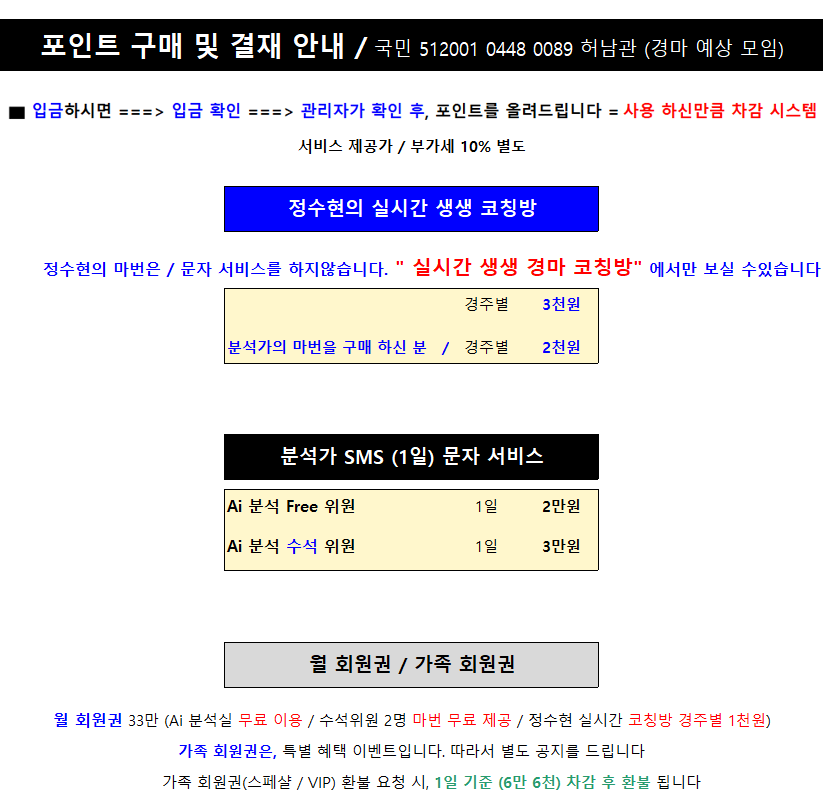 포인트 구매 및 결재 안내 / 국민 512001 0448 0089 허남관 (경마 예상 모임)
■ 입금하시면 ===> 입금 확인 ===> 관리자가 확인 후, 포인트를 올려드립니다 = 사용 하신만큼 차감 시스템
서비스 제공가 / 부가세 10% 별도
정수현의 실시간 생생 코칭방
정수현의 마번은 / 문자 서비스를 하지않습니다. " 실시간 생생 경마 코칭방" 에서만 보실 수있습니다
경주별 3천원
분석가의 마번을 구매 하신 분 / 경주별 2천원
분석가 SMS (1일) 문자 서비스
Ai 분석 Free 위원 1일 2만원
Ai 분석 수석 위원 1일 3만원
월 회원권 / 가족 회원권
월 회원권 33만 (Ai 분석실 무료 이용 / 수석위원 2명 마번 무료 제공 / 정수현 실시간 코칭방 경주별 1천원)
가족 회원권은, 특별 혜택 이벤트입니다. 따라서 별도 공지를 드립니다
가족 회원권(스페샬 / VIP) 환불 요청 시, 1일 기준 (6만 6천) 차감 후 환불 됩니다